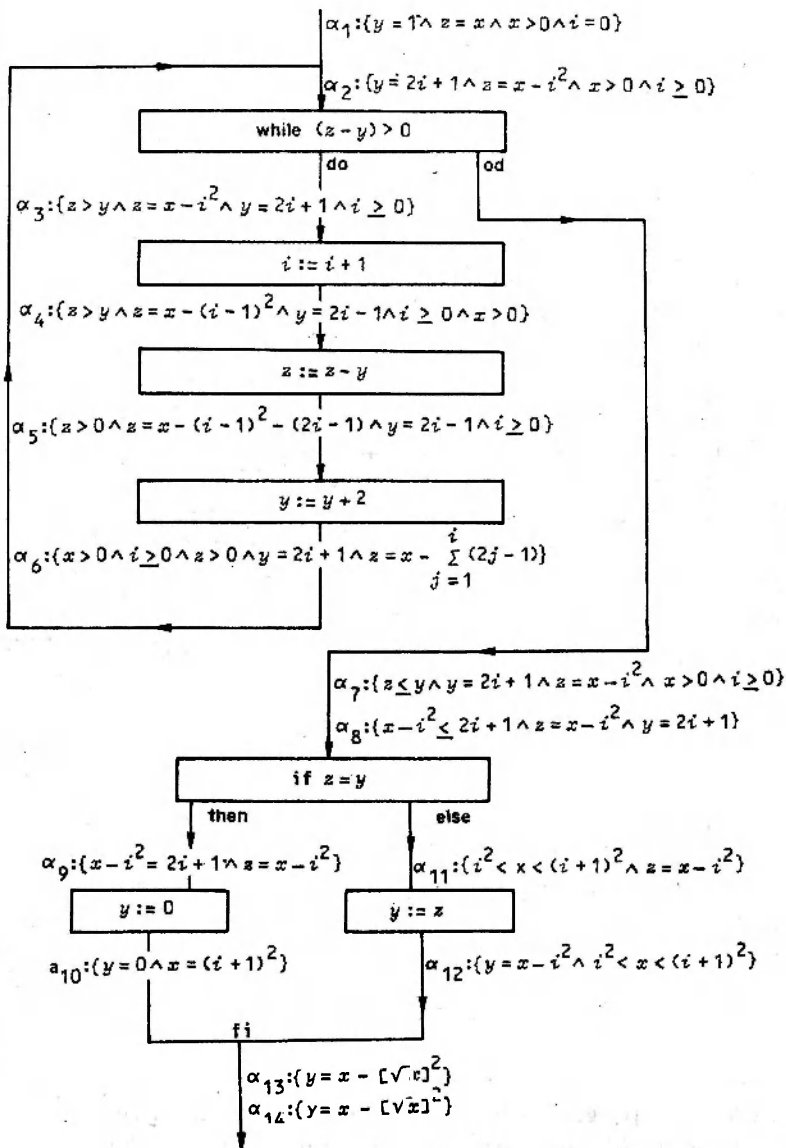 α₁:{y = 1 ∧ z = x ∧ x > 0 ∧ i = 0}
α₂:{y = 2i + 1 ∧ z = x − i² ∧ x > 0 ∧ i ≥ 0}
while (z − y) > 0
do
od
α₃:{z > y ∧ z = x − i² ∧ y = 2i + 1 ∧ i ≥ 0}
i := i + 1
α₄:{z > y ∧ z = x − (i − 1)² ∧ y = 2i − 1 ∧ i ≥ 0 ∧ x > 0}
z := z − y
α₅:{z > 0 ∧ z = x − (i − 1)² − (2i − 1) ∧ y = 2i − 1 ∧ i ≥ 0}
y := y + 2
α₆:{x > 0 ∧ i ≥ 0 ∧ z > 0 ∧ y = 2i + 1 ∧ z = x − i Σ j = 1 (2j − 1)}
α₇:{z ≤ y ∧ y = 2i + 1 ∧ z = x − i² ∧ x > 0 ∧ i ≥ 0}
α₈:{x − i² ≤ 2i + 1 ∧ z = x − i² ∧ y = 2i + 1}
if z = y
then
else
α₉:{x − i² = 2i + 1 ∧ z = x − i²}
α₁₁:{i² < x < (i + 1)² ∧ z = x − i²}
y := 0
y := z
a₁₀:{y = 0 ∧ x = (i + 1)²}
α₁₂:{y = x − i² ∧ i² < x < (i + 1)²}
fi
α₁₃:{y = x − [√x]²}
α₁₄:{y = x − [√x]²}